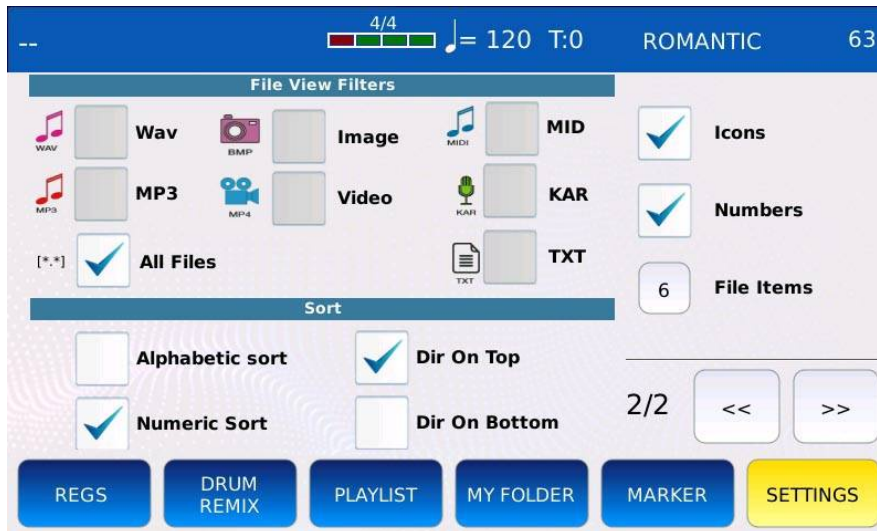 --
4/4
= 120 T:0
ROMANTIC
63
File View Filters
WAV
Wav
BMP
Image
MIDI
MID
Icons
MP3
MP3
MP4
Video
KAR
KAR
Numbers
[*.*]
All Files
TXT
TXT
6
File Items
Sort
Alphabetic sort
Dir On Top
Numeric Sort
Dir On Bottom
2/2
<<
>>
REGS
DRUM
REMIX
PLAYLIST
MY FOLDER
MARKER
SETTINGS